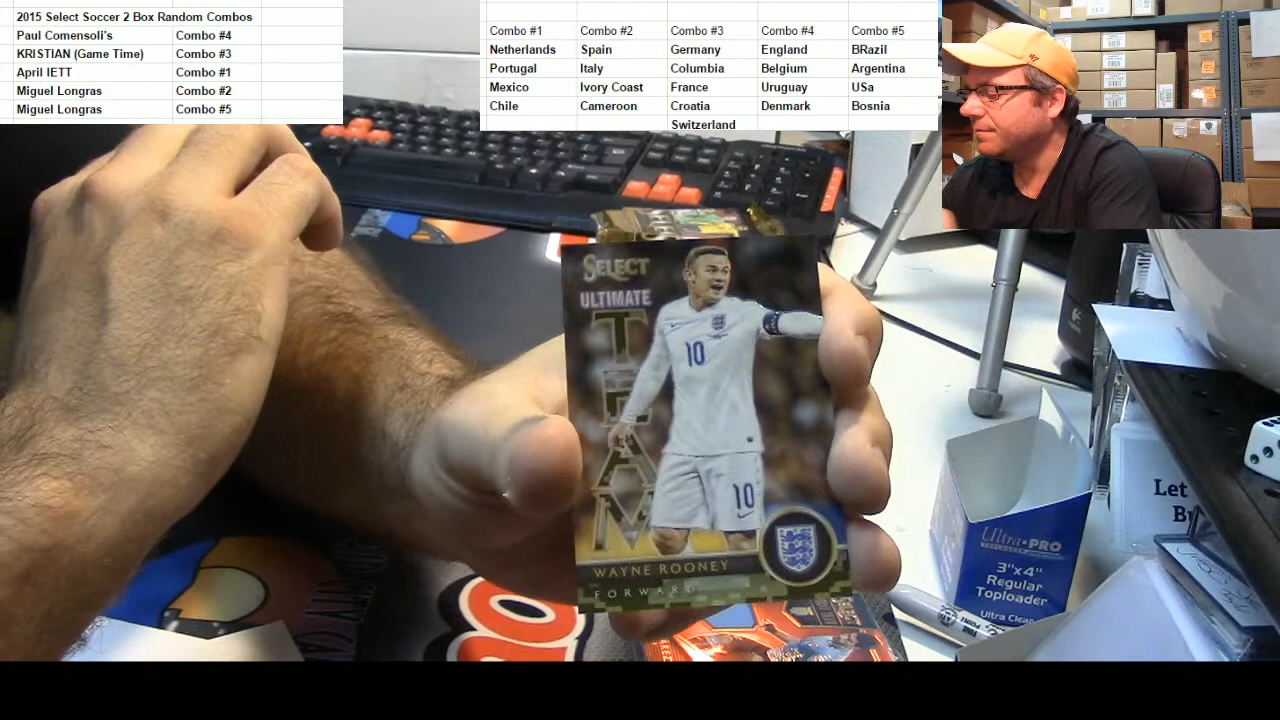 2015 Select Soccer 2 Box Random Combos
Paul Comensoli's Combo #4
KRISTIAN (Game Time) Combo #3
April IETT Combo #1
Miguel Longras Combo #2
Miguel Longras Combo #5
Combo #1 Combo #2 Combo #3 Combo #4 Combo #5
Netherlands Spain Germany England BRazil
Portugal Italy Columbia Belgium Argentina
Mexico Ivory Coast France Uruguay USa
Chile Cameroon Croatia Denmark Bosnia
Switzerland
SELECT
ULTIMATE
TEAM
10
10
WAYNE ROONEY
FORWARD
Ultra PRO
TOPLOADER
3"x4"
Regular
Toploader
Ultra Clear
Let